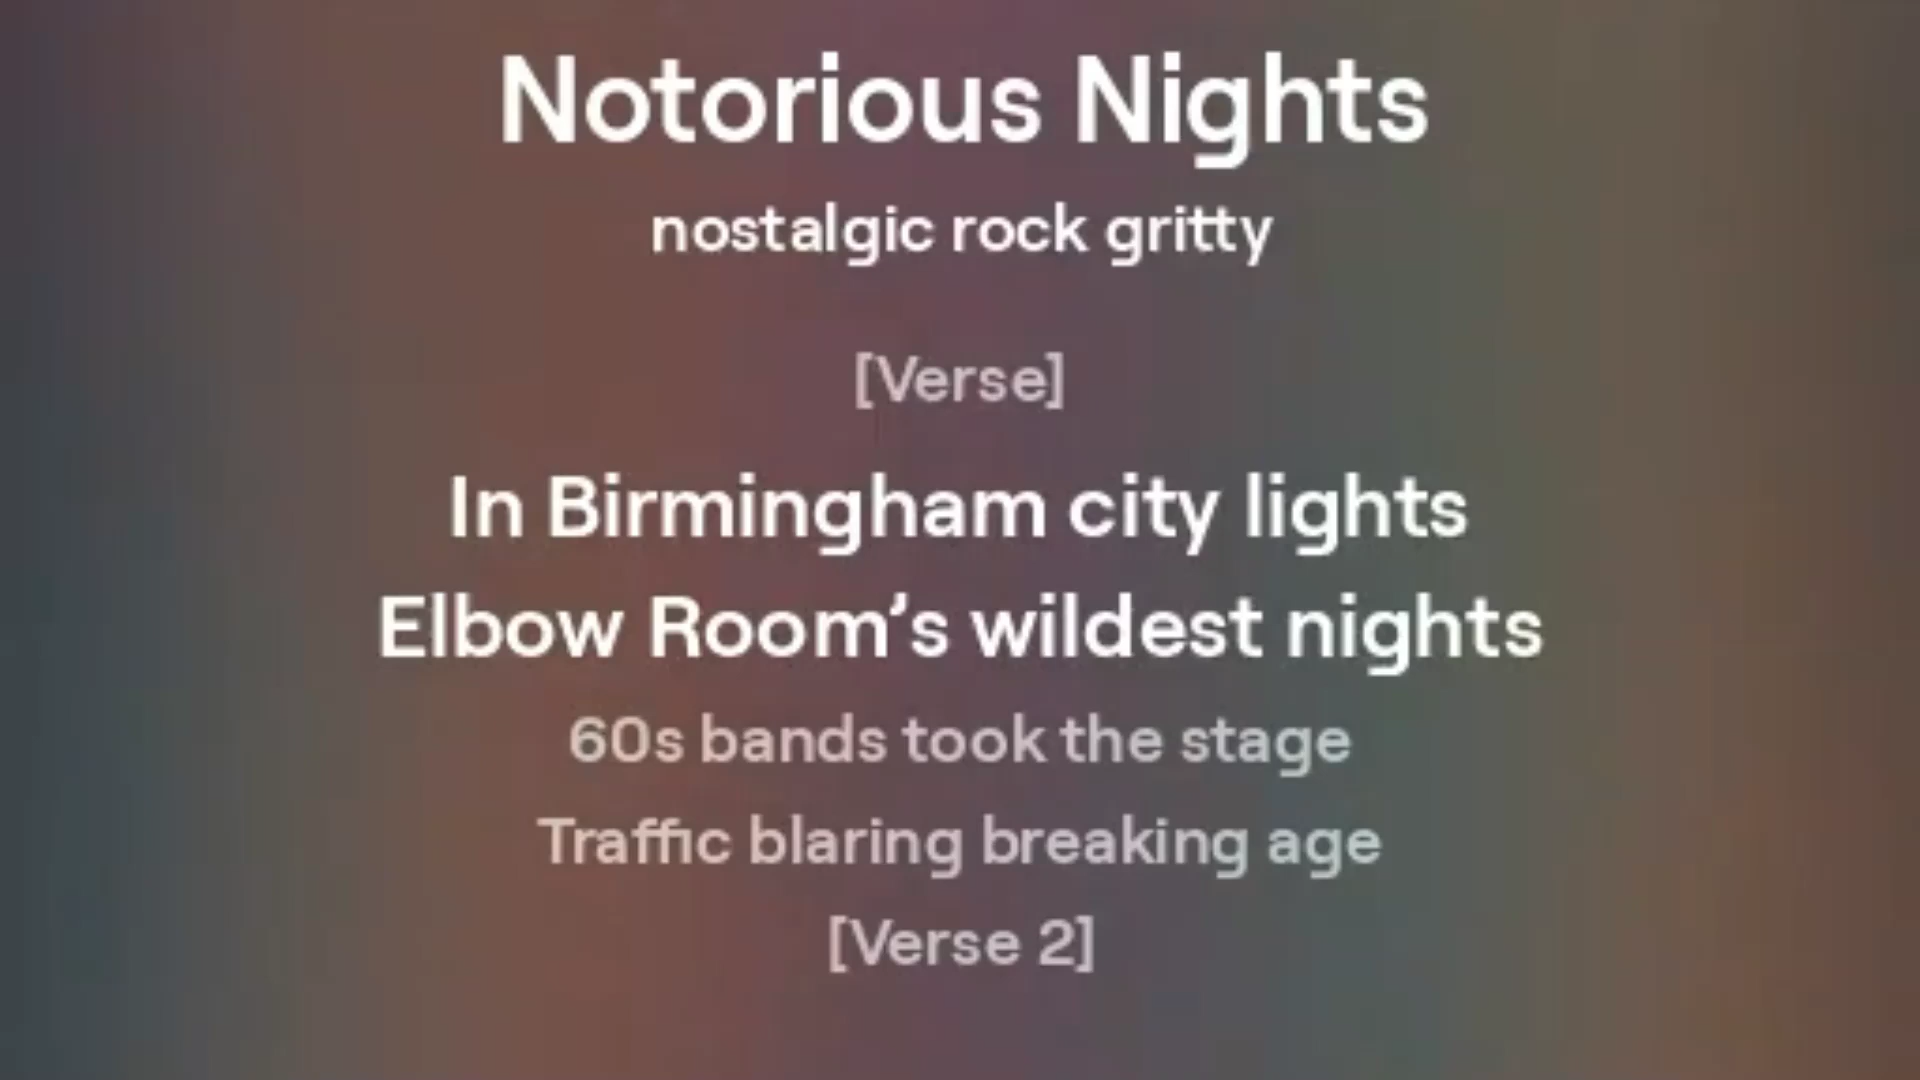 Notorious Nights
nostalgic rock gritty
[Verse]
In Birmingham city lights
Elbow Room’s wildest nights
60s bands took the stage
Traffic blaring breaking age
[Verse 2]